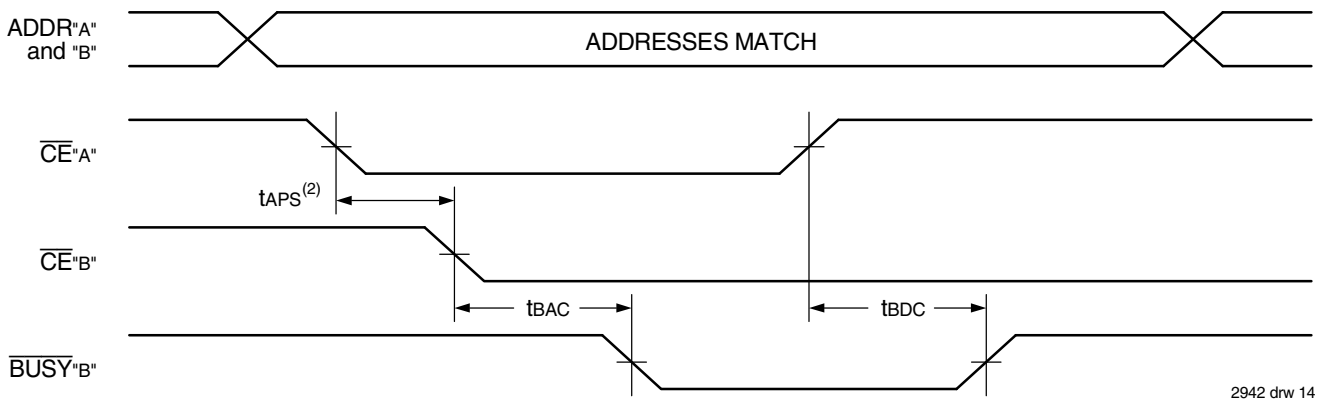 ADDR"A"
and "B"
ADDRESSES MATCH
CE"A"
tAPS(2)
CE"B"
tBAC
tBDC
BUSY"B"
2942 drw 14